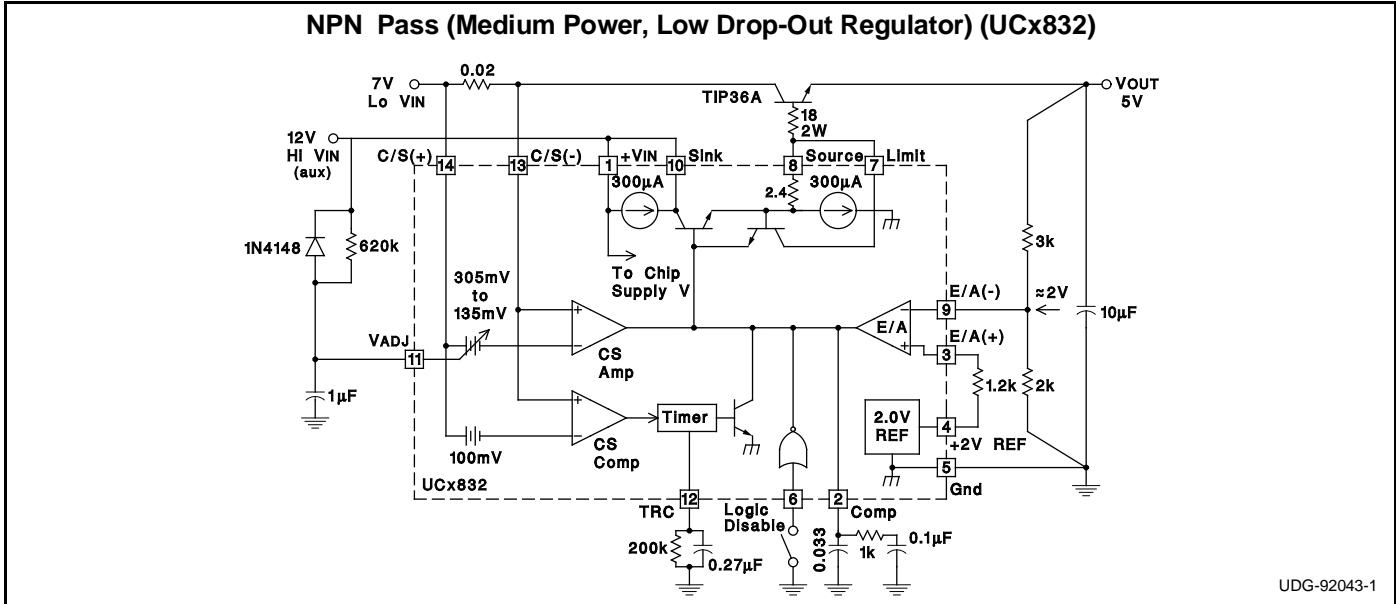 NPN Pass (Medium Power, Low Drop-Out Regulator) (UCx832)
7V
Lo VIN
0.02
TIP36A
18
2W
VOUT
5V
12V
HI VIN
(aux)
C/S(+)
14
13
C/S(-)
1
+VIN
10
Sink
8
Source
7
Limit
300µA
2.4
300µA
1N4148
620k
To Chip
Supply V
305mV
to
135mV
3k
VADJ
11
CS
Amp
E/A
9
E/A(-)
≈2V
10µF
3
E/A(+)
1.2k
2k
1µF
100mV
CS
Comp
Timer
2.0V
REF
4
+2V REF
5
Gnd
UCx832
12
TRC
6
Logic
Disable
2
Comp
200k
0.27µF
0.033
1k
0.1µF
UDG-92043-1